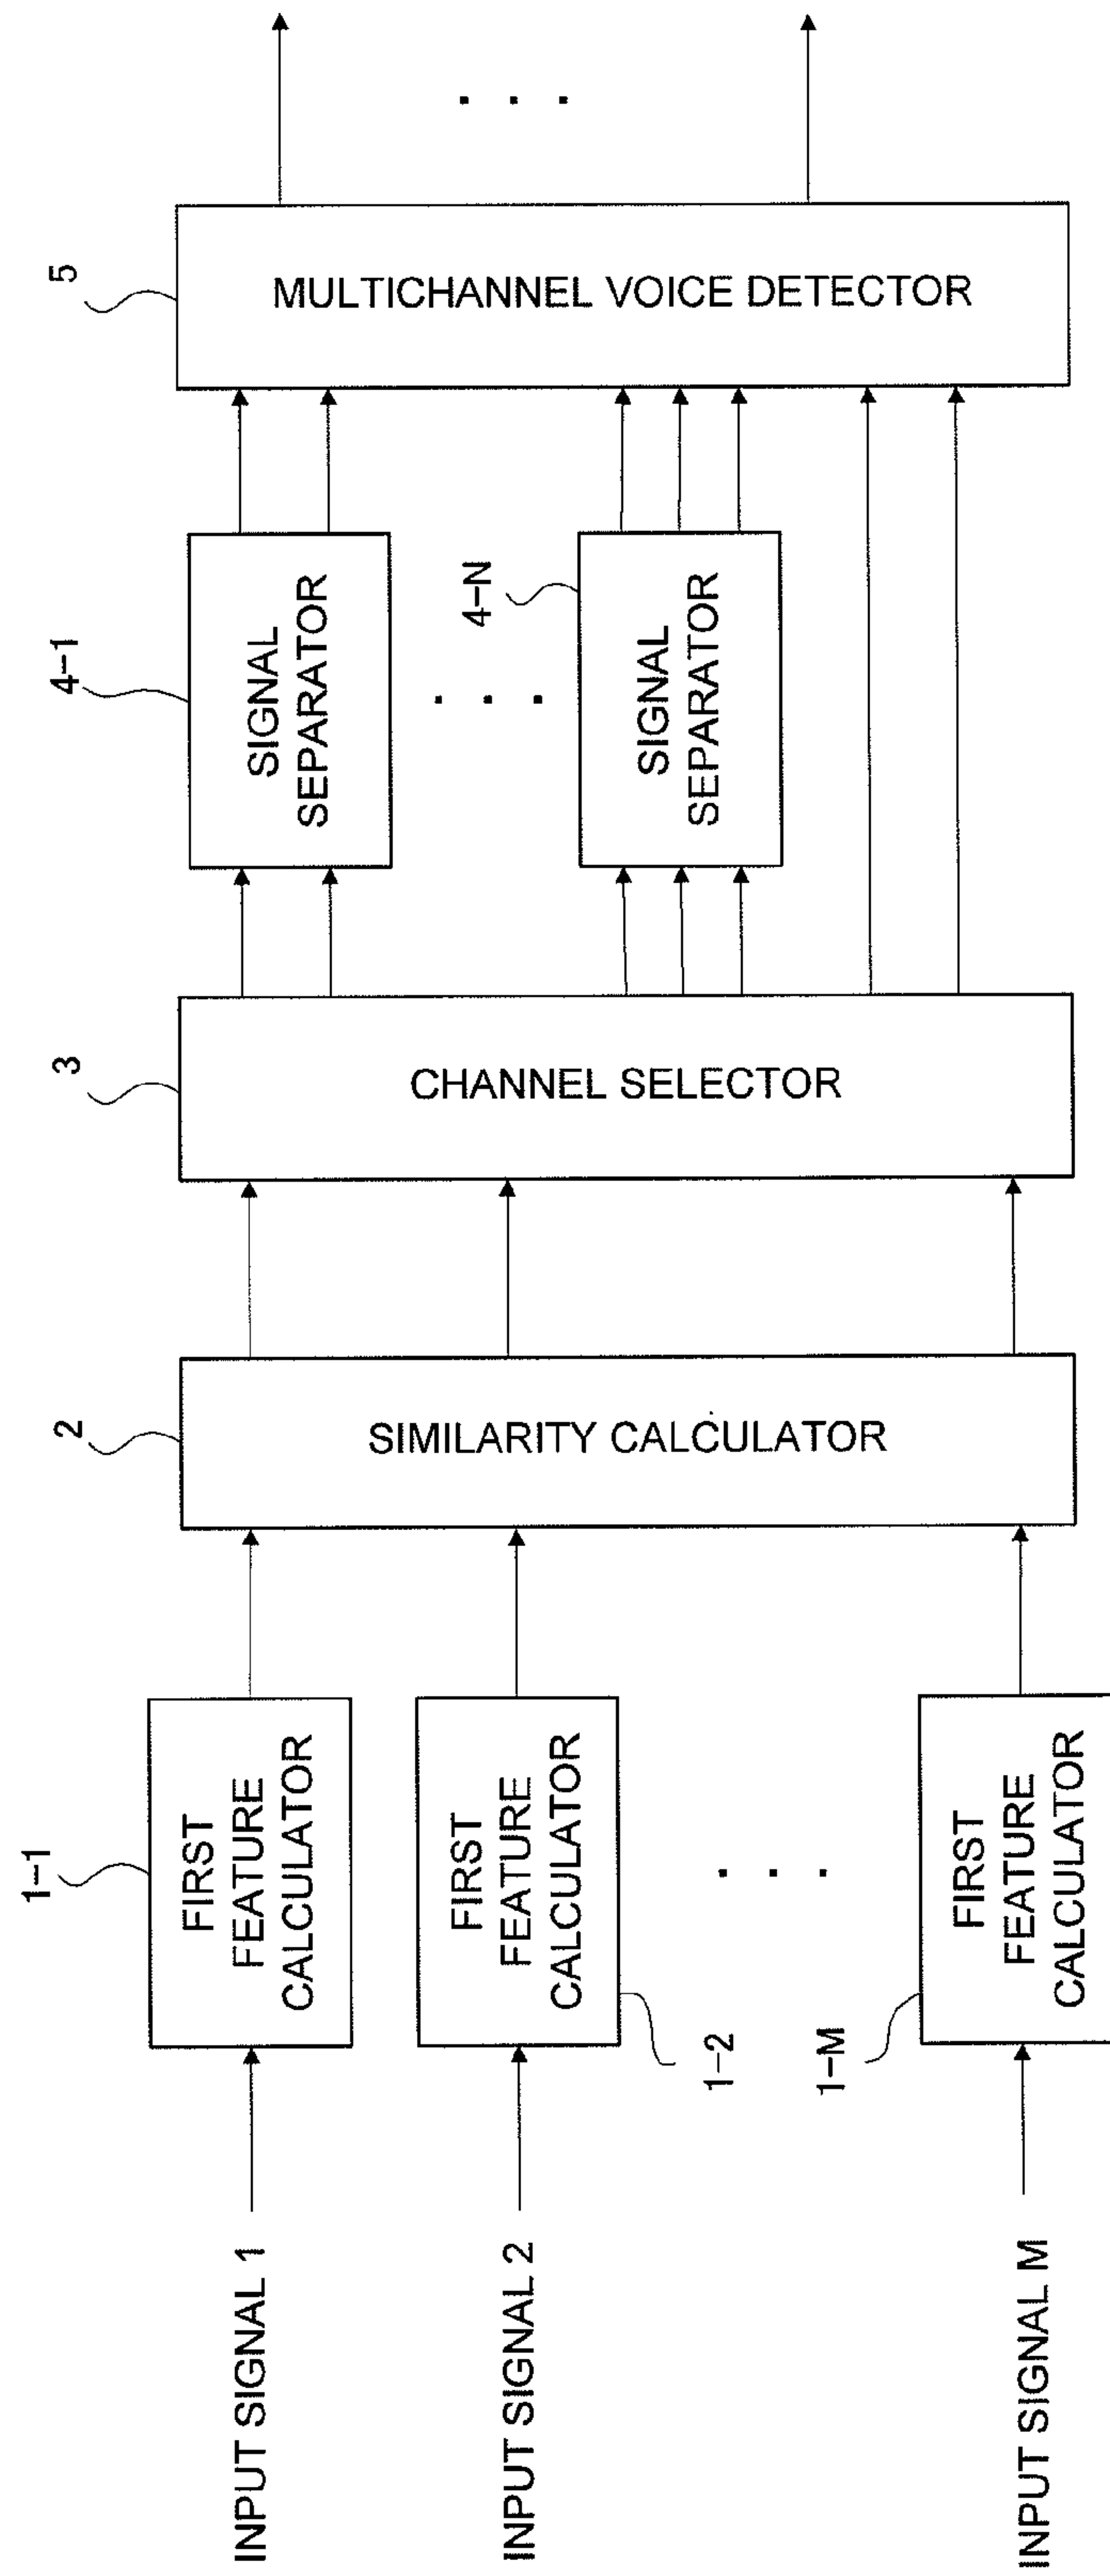 INPUT SIGNAL 1
INPUT SIGNAL 2
INPUT SIGNAL M
1-1
FIRST
FEATURE
CALCULATOR
FIRST
FEATURE
CALCULATOR
1-2
. . .
1-M
FIRST
FEATURE
CALCULATOR
2
SIMILARITY CALCULATOR
3
CHANNEL SELECTOR
4-1
SIGNAL
SEPARATOR
. . .
4-N
SIGNAL
SEPARATOR
5
MULTICHANNEL VOICE DETECTOR
. . .